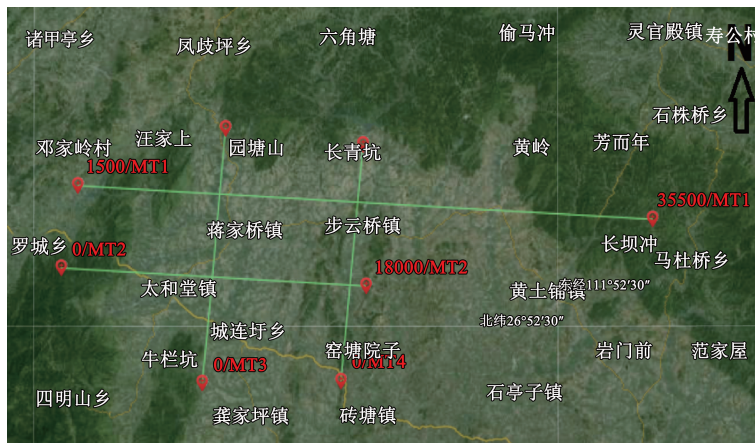 诸甲亭乡
凤歧坪乡
六角塘
偷马冲
灵官殿镇
寿公村
N
石株桥乡
邓家岭村
汪家上
园塘山
长青坑
黄岭
芳而年
1500/MT1
35500/MT1
罗城乡
蒋家桥镇
步云桥镇
长坝冲
马杜桥乡
0/MT2
18000/MT2
太和堂镇
黄土铺镇
东经111°52′30″
北纬26°52′30″
城连圩乡
牛栏坑
窑塘院子
岩门前
范家屋
0/MT3
0/MT4
四明山乡
石亭子镇
龚家坪镇
砖塘镇